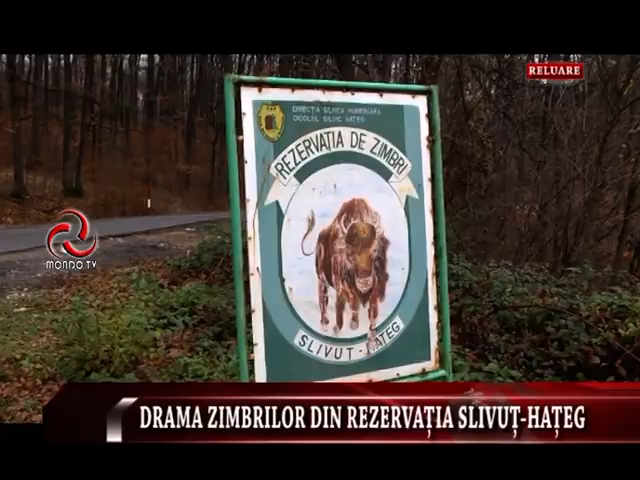 RELUARE
DIRECȚIA SILVICĂ HUNEDOARA
OCOLUL SILVIC HAȚEG
REZERVAȚIA DE ZIMBRI
SLIVUȚ - HAȚEG
MONDO TV
DRAMA ZIMBRILOR DIN REZERVAȚIA SLIVUȚ-HAȚEG